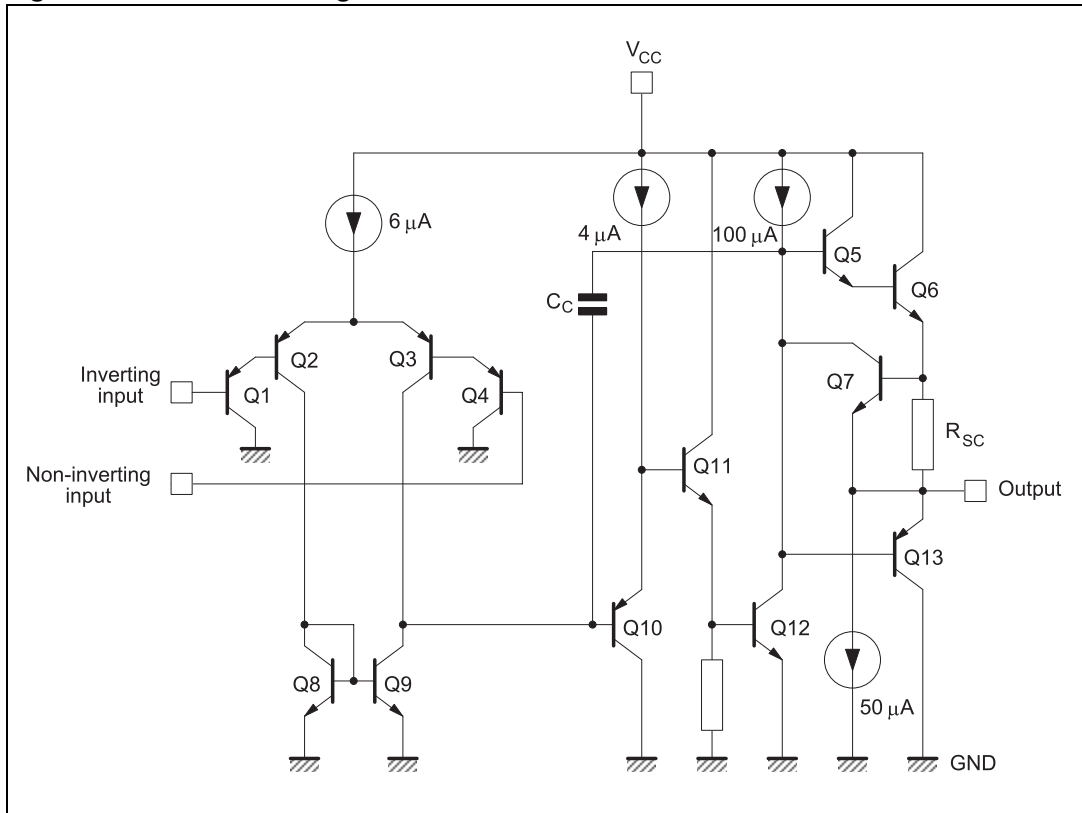 V_CC
6 μA
4 μA
100 μA
Q5
Q6
C_C
Q2
Q3
Q7
Inverting
input
Q1
Q4
R_SC
Q11
Non-inverting
input
Output
Q13
Q10
Q12
Q8
Q9
50 μA
GND